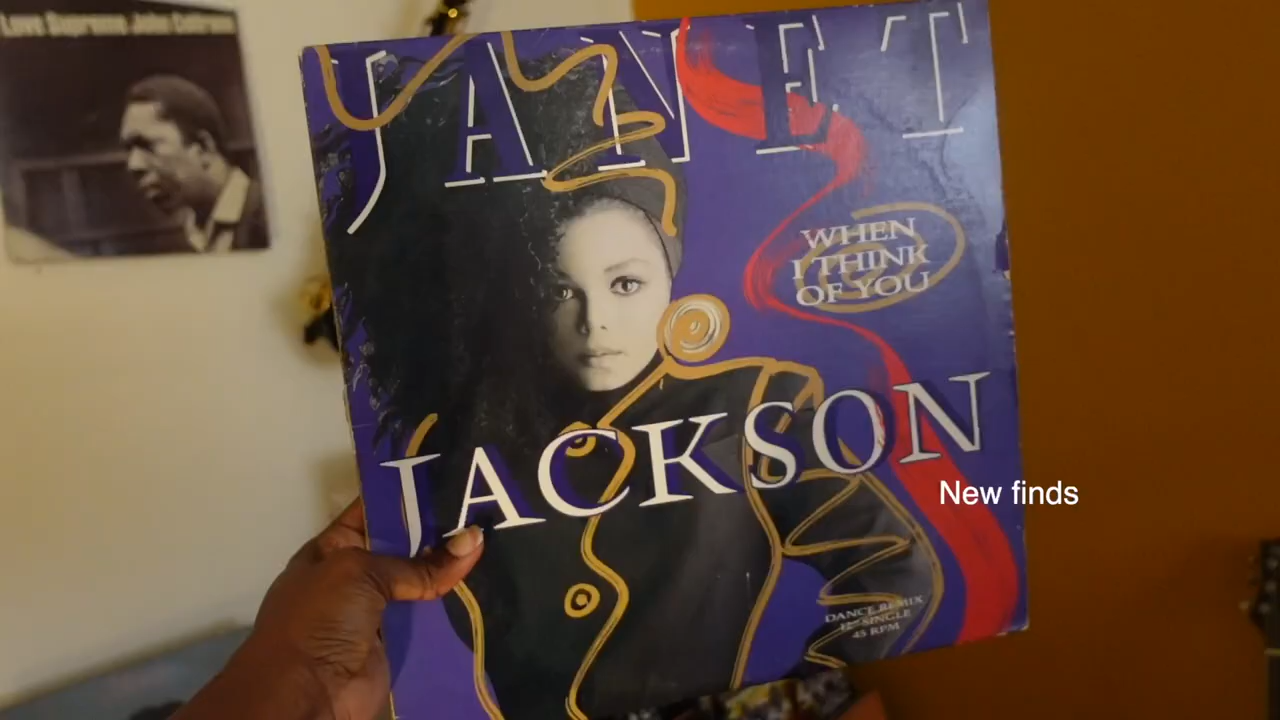 Love Supreme John Coltrane
JANET
WHEN
I THINK
OF YOU
JACKSON
New finds
DANCE REMIX
12" SINGLE
45 RPM